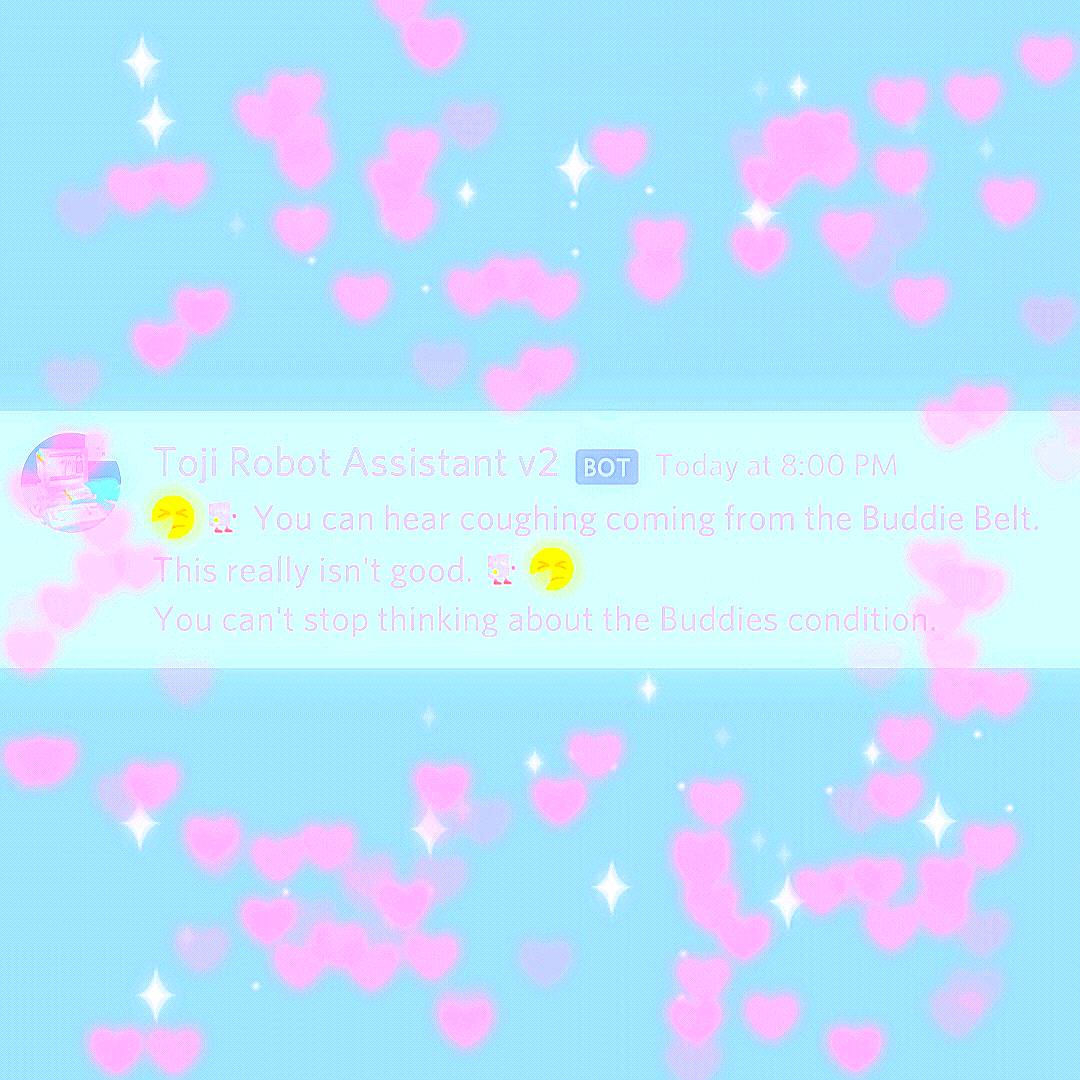 Toji Robot Assistant v2 BOT Today at 8:00 PM
You can hear coughing coming from the Buddie Belt.
This really isn't good.
You can't stop thinking about the Buddies condition.